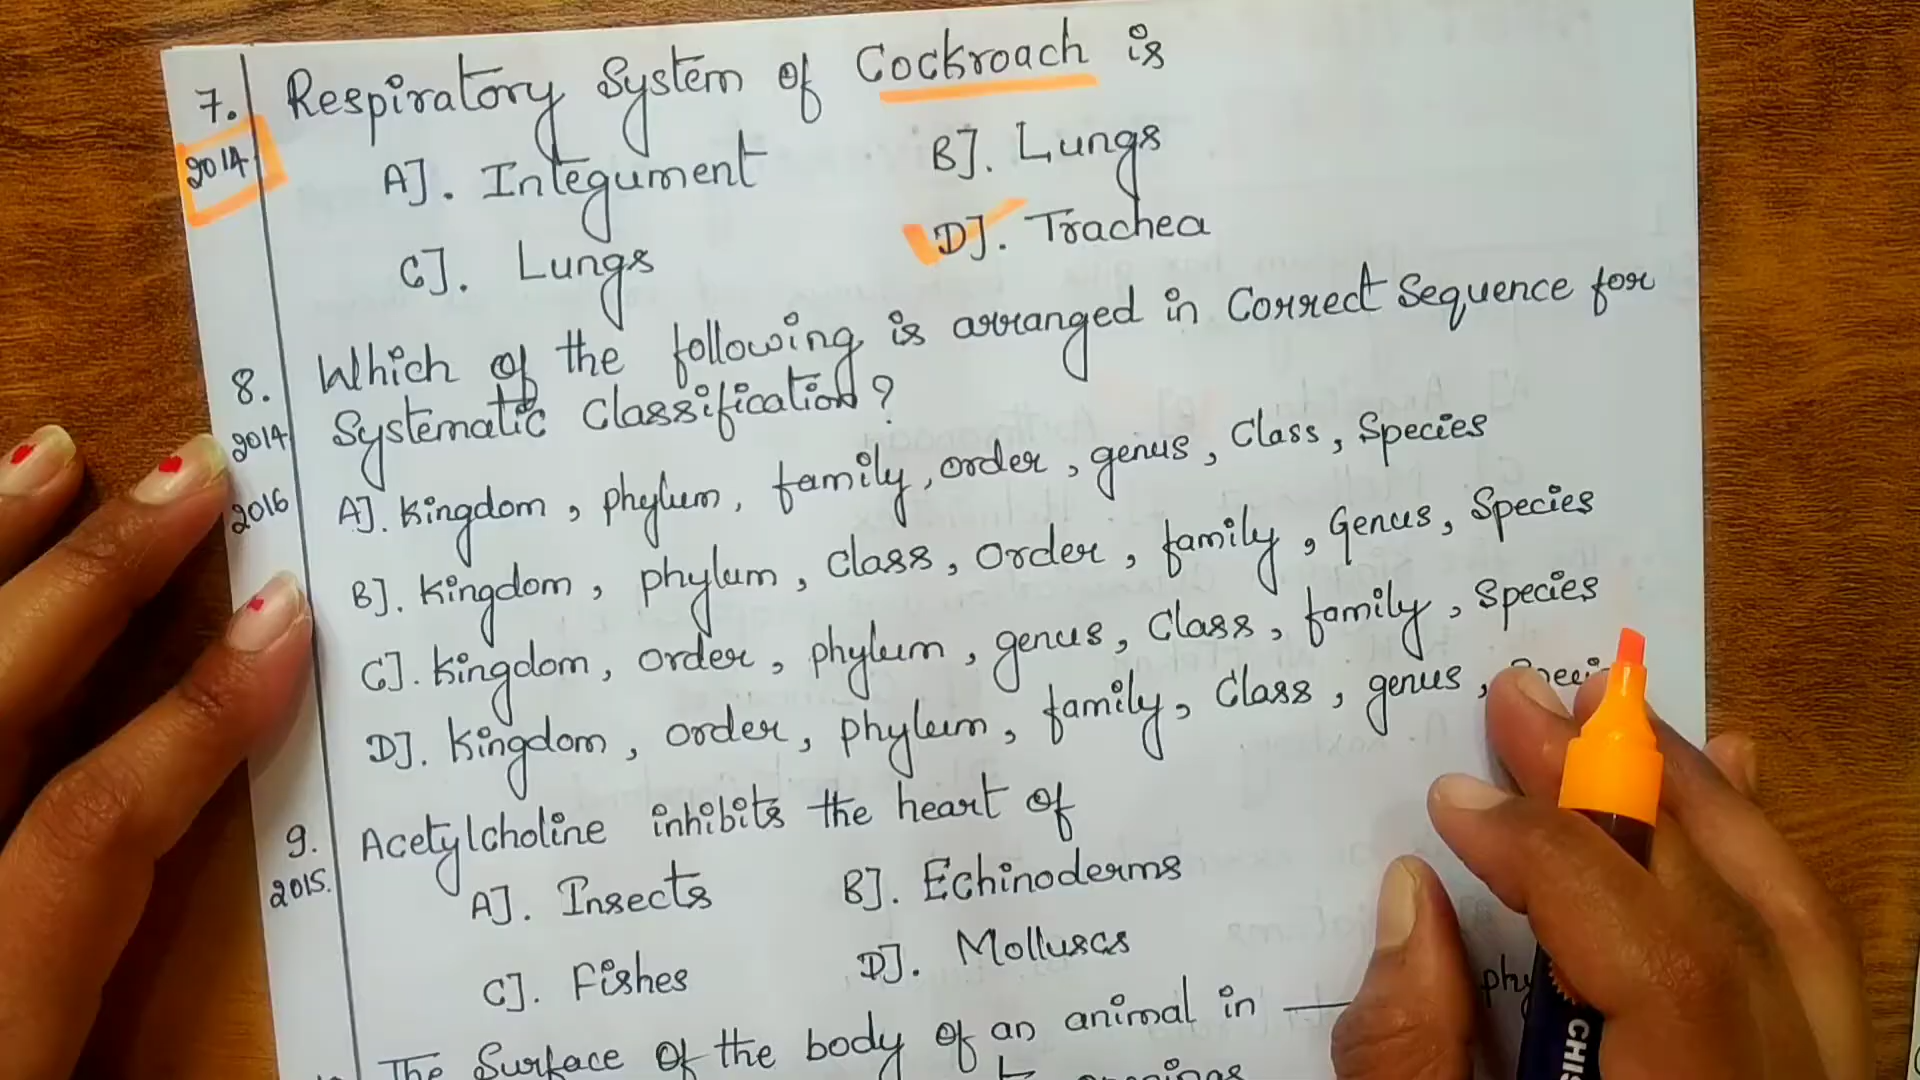 7. Respiratory System of Cockroach is
2014
A]. Integument B]. Lungs
C]. Lungs D]. Trachea
8. Which of the following is arranged in Correct Sequence for
2014 Systematic Classification?
2016 A]. Kingdom, phylum, family, order, genus, Class, Species
B]. Kingdom, phylum, Class, Order, family, Genus, Species
C]. Kingdom, order, phylum, genus, Class, family, Species
D]. Kingdom, order, phylum, family, Class, genus,
9. Acetylcholine inhibits the heart of
2015. A]. Insects B]. Echinoderms
C]. Fishes D]. Molluscs
The Surface of the body of an animal in — phy
CHIS